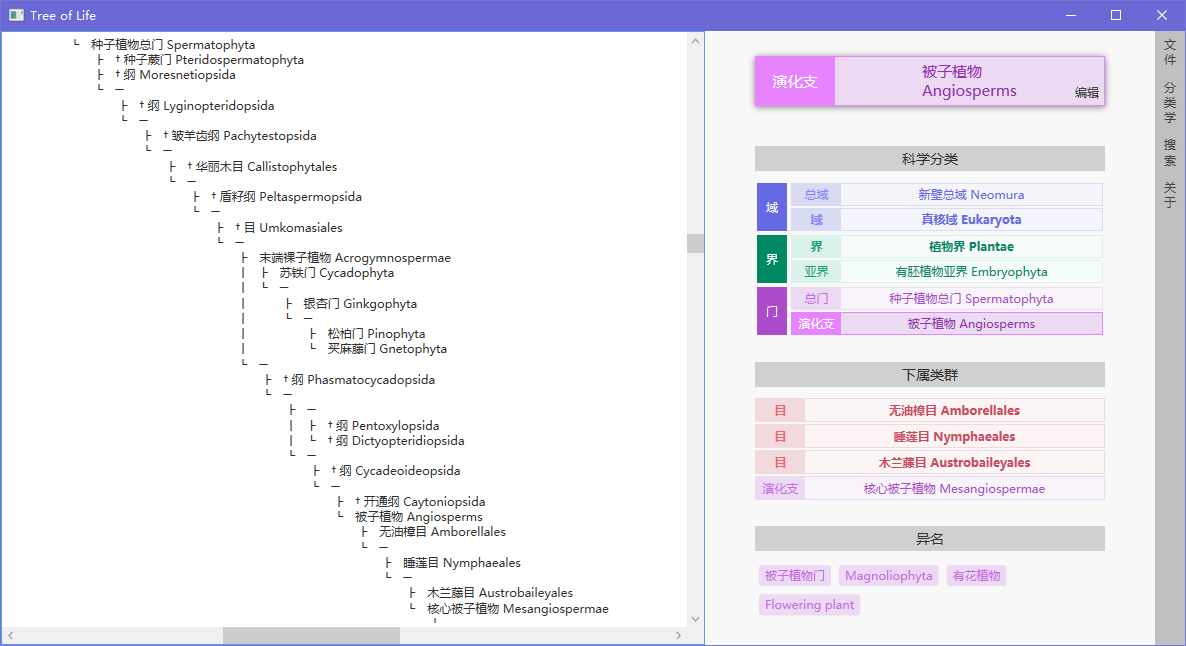 Tree of Life
└ 种子植物总门 Spermatophyta
├ †种子蕨门 Pteridospermatophyta
├ †纲 Moresnetiopsida
└ ─
├ †纲 Lyginopteridopsida
└ ─
├ †皱羊齿纲 Pachytestopsida
└ ─
├ †华丽木目 Callistophytales
└ ─
├ †盾籽纲 Peltaspermopsida
└ ─
├ †目 Umkomasiales
└ ─
├ 末端裸子植物 Acrogymnospermae
| ├ 苏铁门 Cycadophyta
| └ ─
| ├ 银杏门 Ginkgophyta
| └ ─
| ├ 松柏门 Pinophyta
| └ 买麻藤门 Gnetophyta
└ ─
├ †纲 Phasmatocycadopsida
└ ─
├ ─
| ├ †纲 Pentoxylopsida
| └ †纲 Dictyopteridiopsida
└ ─
├ †纲 Cycadeoideopsida
└ ─
├ †开通纲 Caytoniopsida
└ 被子植物 Angiosperms
├ 无油樟目 Amborellales
└ ─
├ 睡莲目 Nymphaeales
└ ─
├ 木兰藤目 Austrobaileyales
└ 核心被子植物 Mesangiospermae
演化支
被子植物
Angiosperms
编辑
科学分类
域
总域 新壁总域 Neomura
域 真核域 Eukaryota
界
界 植物界 Plantae
亚界 有胚植物亚界 Embryophyta
门
总门 种子植物总门 Spermatophyta
演化支 被子植物 Angiosperms
下属类群
目 无油樟目 Amborellales
目 睡莲目 Nymphaeales
目 木兰藤目 Austrobaileyales
演化支 核心被子植物 Mesangiospermae
异名
被子植物门 Magnoliophyta 有花植物
Flowering plant
文件
分类学
搜索
关于